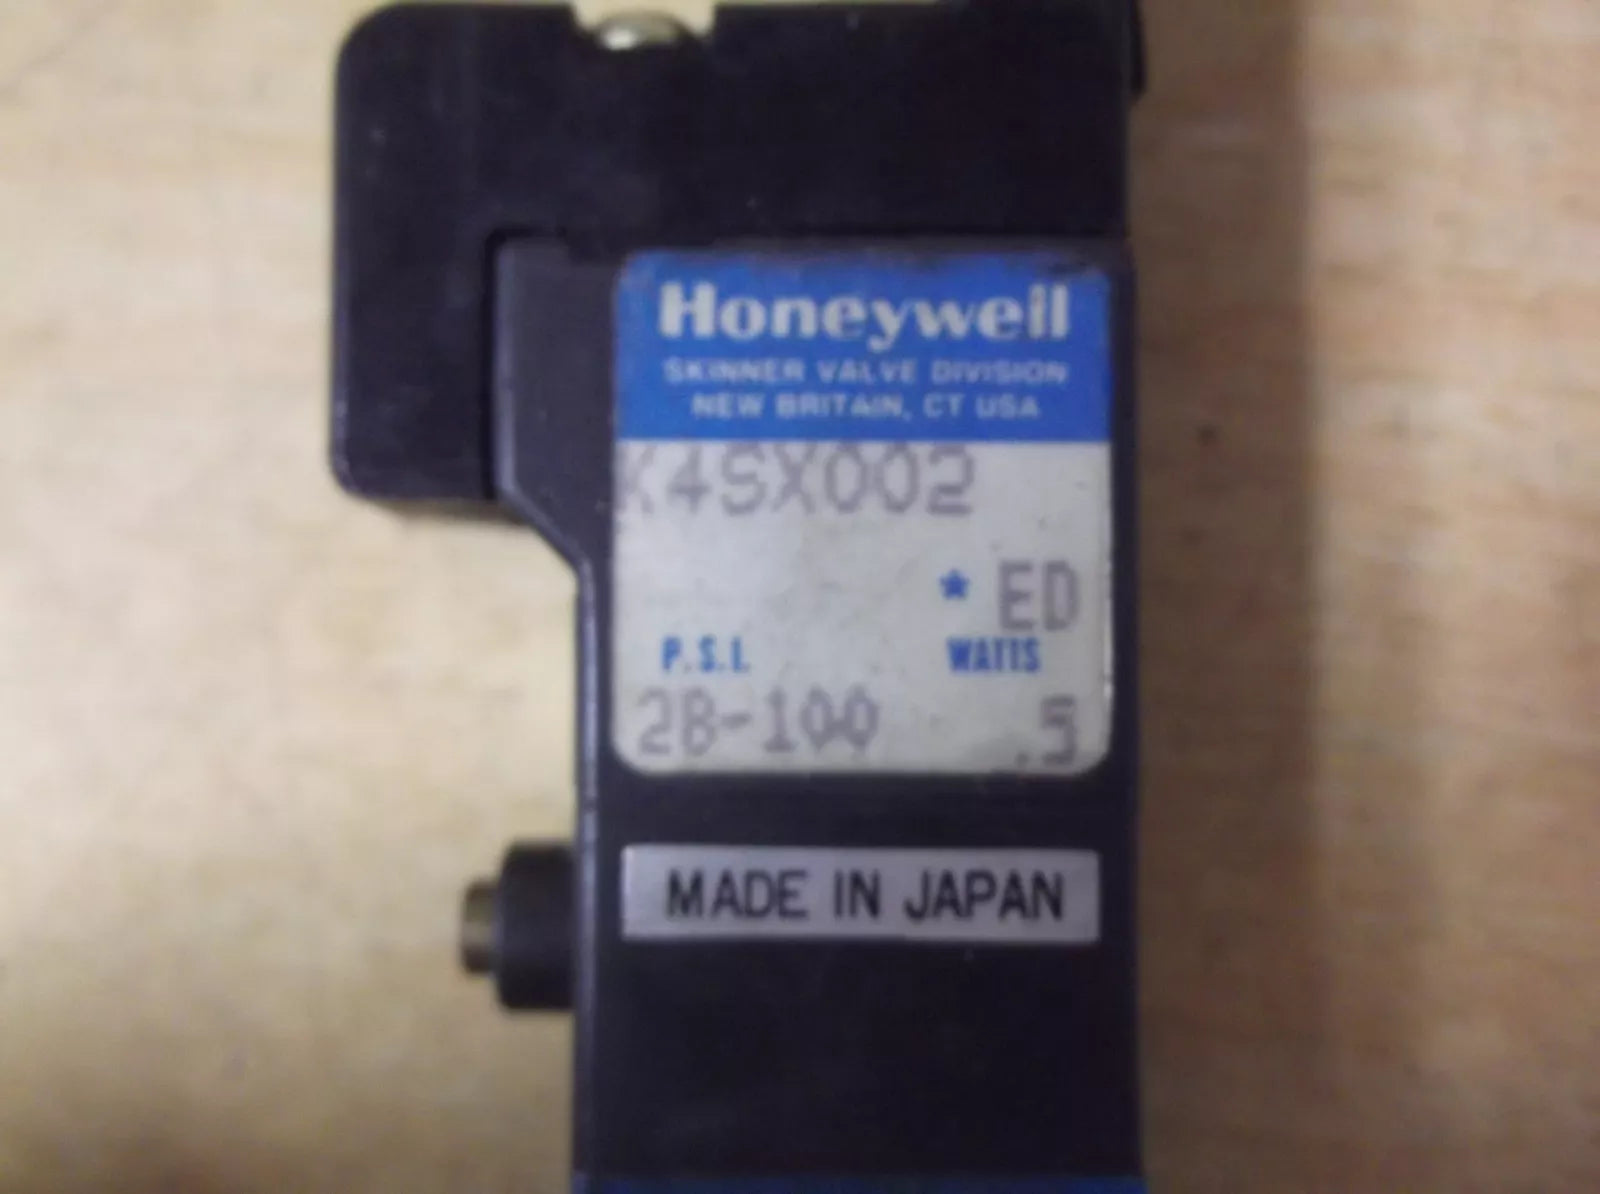 Honeywell
SKINNER VALVE DIVISION
NEW BRITAIN, CT USA
K4SX002
* ED
P.S.I. WATTS
28-100 .5
MADE IN JAPAN